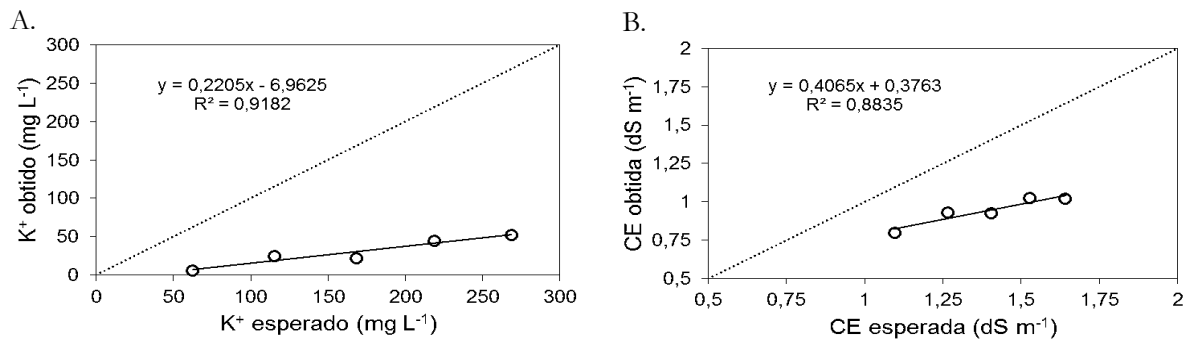 A.
300
250
200
150
100
50
0
y = 0,2205x - 6,9625
R² = 0,9182
K⁺ obtido (mg L⁻¹)
0 50 100 150 200 250 300
K⁺ esperado (mg L⁻¹)
B.
2
1,75
1,5
1,25
1
0,75
0,5
y = 0,4065x + 0,3763
R² = 0,8835
CE obtida (dS m⁻¹)
0,5 0,75 1 1,25 1,5 1,75 2
CE esperada (dS m⁻¹)